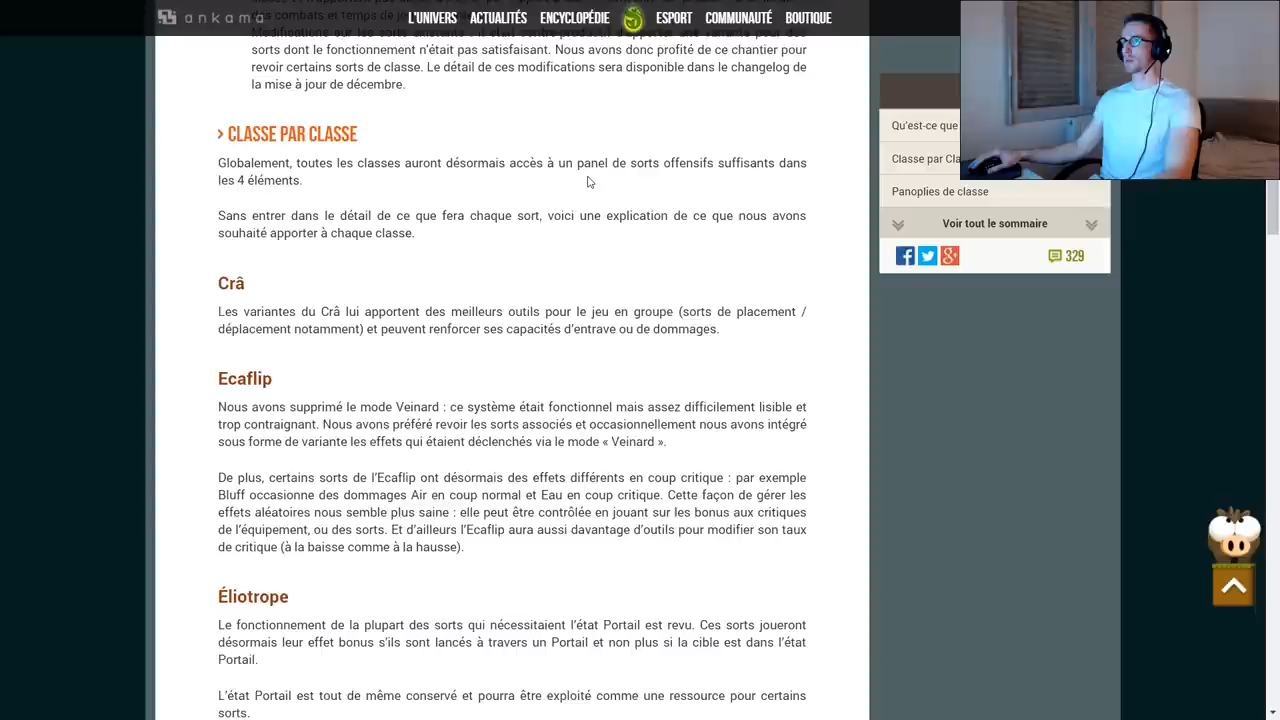 ankama
L'UNIVERS
ACTUALITÉS
ENCYCLOPÉDIE
ESPORT
COMMUNAUTÉ
BOUTIQUE
sorts dont le fonctionnement n'était pas satisfaisant. Nous avons donc profité de ce chantier pour
revoir certains sorts de classe. Le détail de ces modifications sera disponible dans le changelog de
la mise à jour de décembre.
> CLASSE PAR CLASSE
Globalement, toutes les classes auront désormais accès à un panel de sorts offensifs suffisants dans
les 4 éléments.
Sans entrer dans le détail de ce que fera chaque sort, voici une explication de ce que nous avons
souhaité apporter à chaque classe.
Crâ
Les variantes du Crâ lui apportent des meilleurs outils pour le jeu en groupe (sorts de placement /
déplacement notamment) et peuvent renforcer ses capacités d'entrave ou de dommages.
Ecaflip
Nous avons supprimé le mode Veinard : ce système était fonctionnel mais assez difficilement lisible et
trop contraignant. Nous avons préféré revoir les sorts associés et occasionnellement nous avons intégré
sous forme de variante les effets qui étaient déclenchés via le mode « Veinard ».
De plus, certains sorts de l'Ecaflip ont désormais des effets différents en coup critique : par exemple
Bluff occasionne des dommages Air en coup normal et Eau en coup critique. Cette façon de gérer les
effets aléatoires nous semble plus saine : elle peut être contrôlée en jouant sur les bonus aux critiques
de l'équipement, ou des sorts. Et d'ailleurs l'Ecaflip aura aussi davantage d'outils pour modifier son taux
de critique (à la baisse comme à la hausse).
Éliotrope
Le fonctionnement de la plupart des sorts qui nécessitaient l'état Portail est revu. Ces sorts joueront
désormais leur effet bonus s'ils sont lancés à travers un Portail et non plus si la cible est dans l'état
Portail.
L'état Portail est tout de même conservé et pourra être exploité comme une ressource pour certains
sorts.
Qu'est-ce que
Classe par Cla
Panoplies de classe
Voir tout le sommaire
329